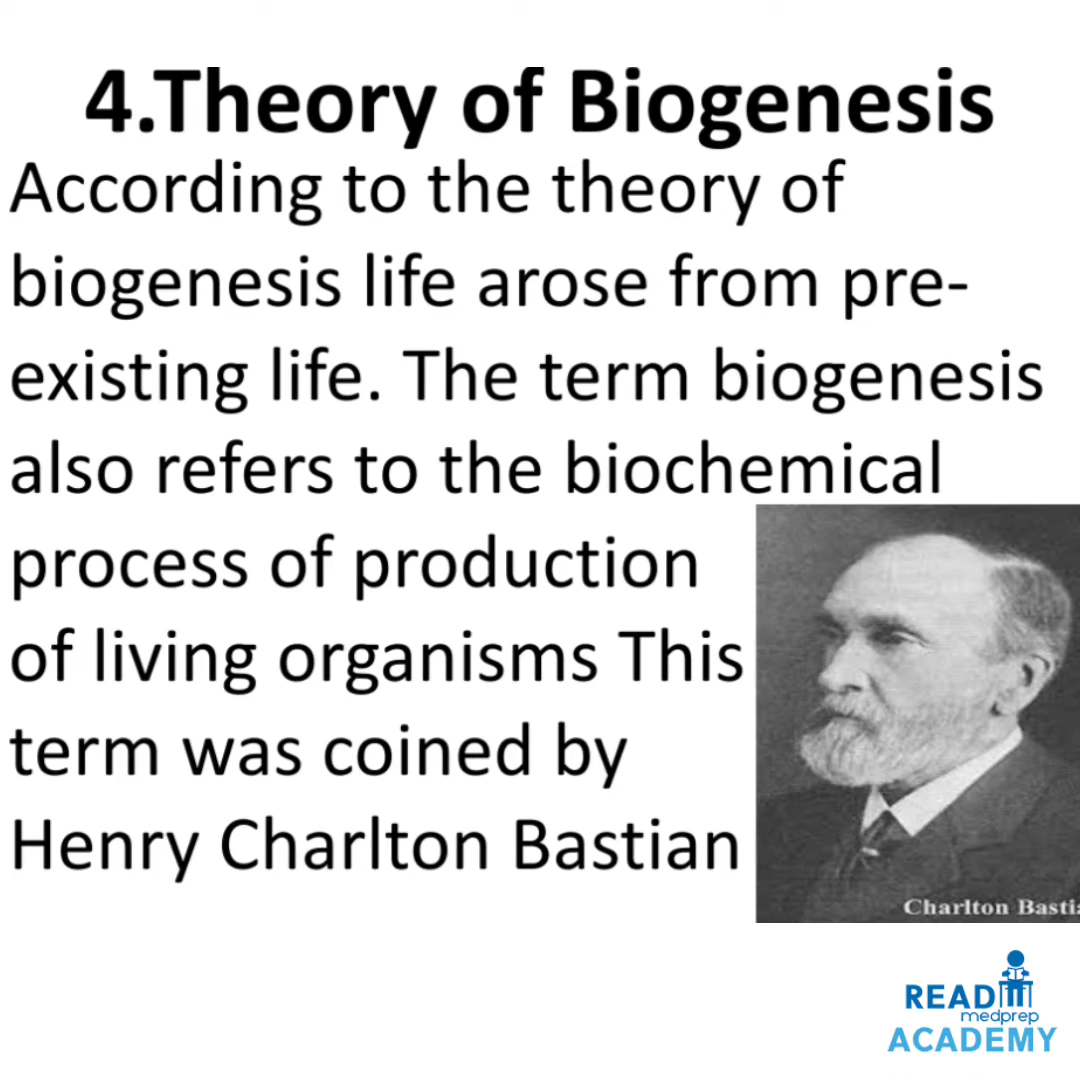 4.Theory of Biogenesis
According to the theory of
biogenesis life arose from pre-
existing life. The term biogenesis
also refers to the biochemical
process of production
of living organisms This
term was coined by
Henry Charlton Bastian
Charlton Bastia
READ
medprep
ACADEMY